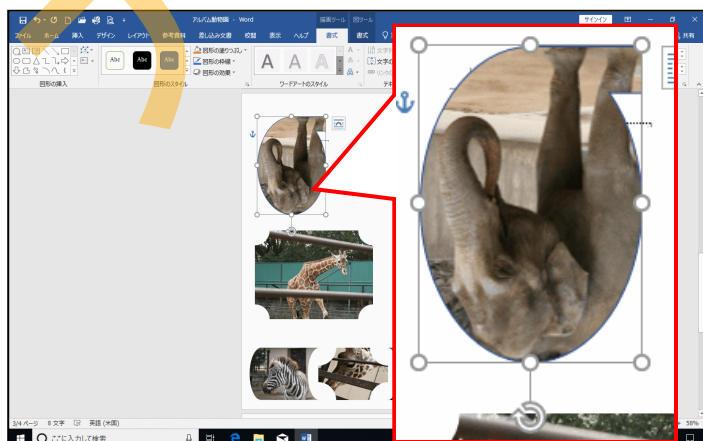 アルバム動物園 - Word
描画ツール 図ツール
サインイン
ファイル ホーム 挿入 デザイン レイアウト 参考資料 差し込み文書 校閲 表示 ヘルプ 書式 書式
共有
Abc Abc Abc
図形の塗りつぶし
図形の枠線
図形の効果
A A A
図形の挿入 図形のスタイル ワードアートのスタイル
3/4 ページ 8 文字 英語 (米国)
58%
ここに入力して検索